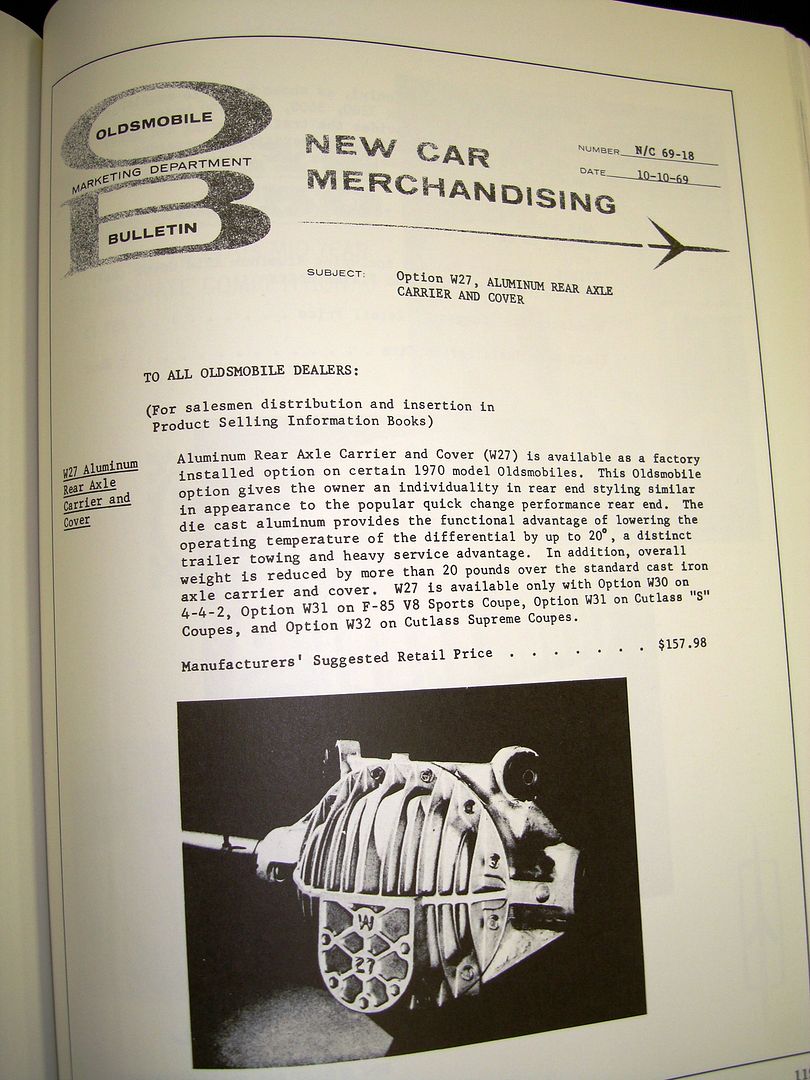 OLDSMOBILE
MARKETING DEPARTMENT
BULLETIN
NEW CAR
MERCHANDISING
NUMBER N/C 69-18
DATE 10-10-69
SUBJECT: Option W27, ALUMINUM REAR AXLE
CARRIER AND COVER
TO ALL OLDSMOBILE DEALERS:
(For salesmen distribution and insertion in
Product Selling Information Books)
W27 Aluminum
Rear Axle
Carrier and
Cover
Aluminum Rear Axle Carrier and Cover (W27) is available as a factory
installed option on certain 1970 model Oldsmobiles. This Oldsmobile
option gives the owner an individuality in rear end styling similar
in appearance to the popular quick change performance rear end. The
die cast aluminum provides the functional advantage of lowering the
operating temperature of the differential by up to 20°, a distinct
trailer towing and heavy service advantage. In addition, overall
weight is reduced by more than 20 pounds over the standard cast iron
axle carrier and cover. W27 is available only with Option W30 on
4-4-2, Option W31 on F-85 V8 Sports Coupe, Option W31 on Cutlass "S"
Coupes, and Option W32 on Cutlass Supreme Coupes.
Manufacturers' Suggested Retail Price . . . . . . . $157.98
W
27